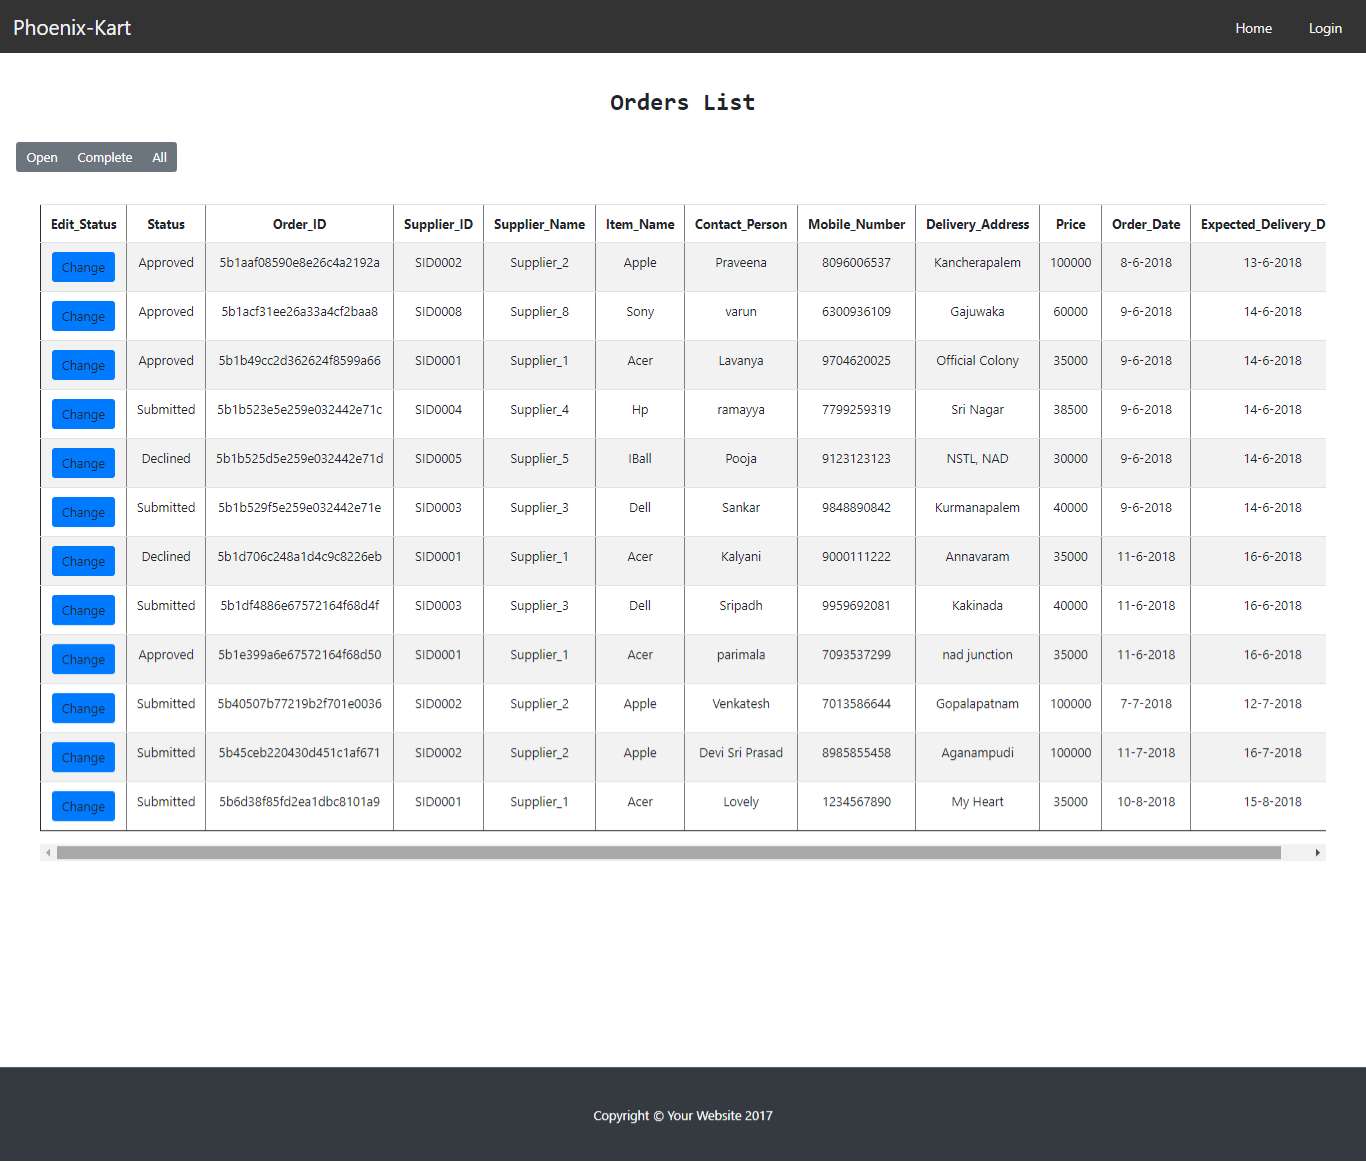 Phoenix-Kart Home Login
Orders List
Open Complete All
Edit_Status Status Order_ID Supplier_ID Supplier_Name Item_Name Contact_Person Mobile_Number Delivery_Address Price Order_Date Expected_Delivery_D
Change Approved 5b1aaf08590e8e26c4a2192a SID0002 Supplier_2 Apple Praveena 8096006537 Kancherapalem 100000 8-6-2018 13-6-2018
Change Approved 5b1acf31ee26a33a4cf2baa8 SID0008 Supplier_8 Sony varun 6300936109 Gajuwaka 60000 9-6-2018 14-6-2018
Change Approved 5b1b49cc2d362624f8599a66 SID0001 Supplier_1 Acer Lavanya 9704620025 Official Colony 35000 9-6-2018 14-6-2018
Change Submitted 5b1b523e5e259e032442e71c SID0004 Supplier_4 Hp ramayya 7799259319 Sri Nagar 38500 9-6-2018 14-6-2018
Change Declined 5b1b525d5e259e032442e71d SID0005 Supplier_5 IBall Pooja 9123123123 NSTL, NAD 30000 9-6-2018 14-6-2018
Change Submitted 5b1b529f5e259e032442e71e SID0003 Supplier_3 Dell Sankar 9848890842 Kurmanapalem 40000 9-6-2018 14-6-2018
Change Declined 5b1d706c248a1d4c9c8226eb SID0001 Supplier_1 Acer Kalyani 9000111222 Annavaram 35000 11-6-2018 16-6-2018
Change Submitted 5b1df4886e67572164f68d4f SID0003 Supplier_3 Dell Sripadh 9959692081 Kakinada 40000 11-6-2018 16-6-2018
Change Approved 5b1e399a6e67572164f68d50 SID0001 Supplier_1 Acer parimala 7093537299 nad junction 35000 11-6-2018 16-6-2018
Change Submitted 5b40507b77219b2f701e0036 SID0002 Supplier_2 Apple Venkatesh 7013586644 Gopalapatnam 100000 7-7-2018 12-7-2018
Change Submitted 5b45ceb220430d451c1af671 SID0002 Supplier_2 Apple Devi Sri Prasad 8985855458 Aganampudi 100000 11-7-2018 16-7-2018
Change Submitted 5b6d38f85fd2ea1dbc8101a9 SID0001 Supplier_1 Acer Lovely 1234567890 My Heart 35000 10-8-2018 15-8-2018
Copyright © Your Website 2017